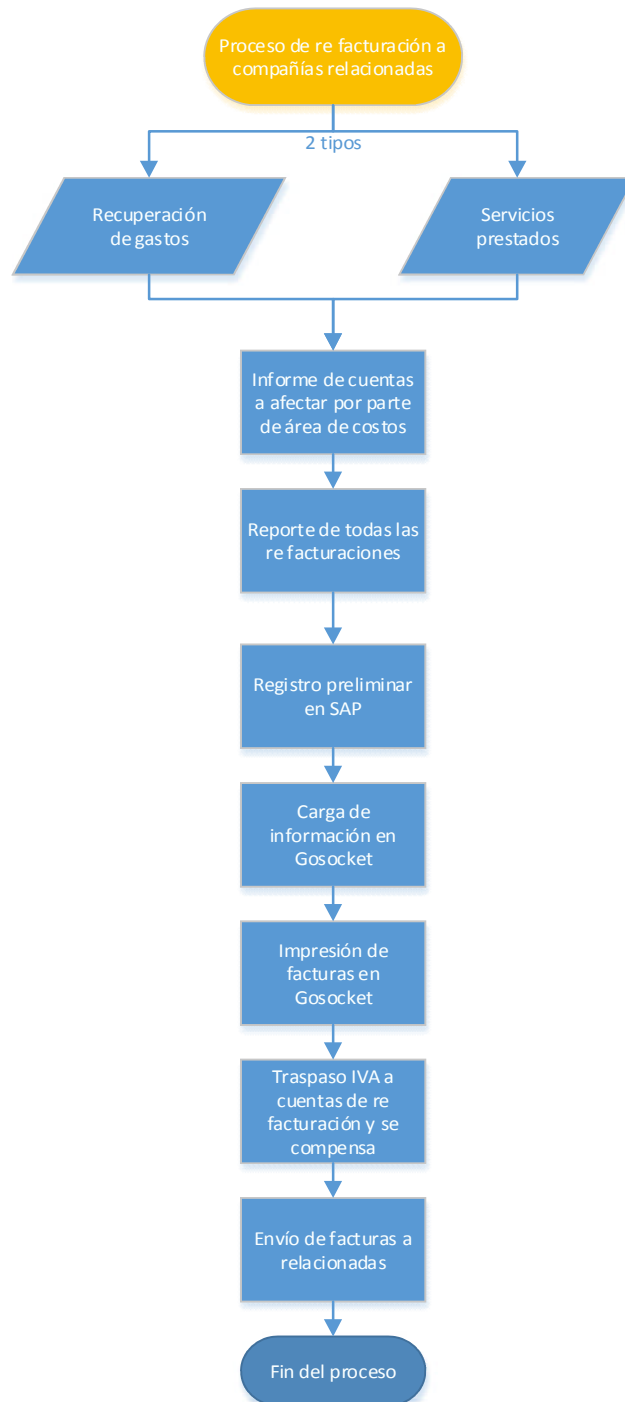 Proceso de re facturación a
compañías relacionadas
2 tipos
Recuperación
de gastos
Servicios
prestados
Informe de cuentas
a afectar por parte
de área de costos
Reporte de todas las
re facturaciones
Registro preliminar
en SAP
Carga de
información en
Gosocket
Impresión de
facturas en
Gosocket
Traspaso IVA a
cuentas de re
facturación y se
compensa
Envío de facturas a
relacionadas
Fin del proceso